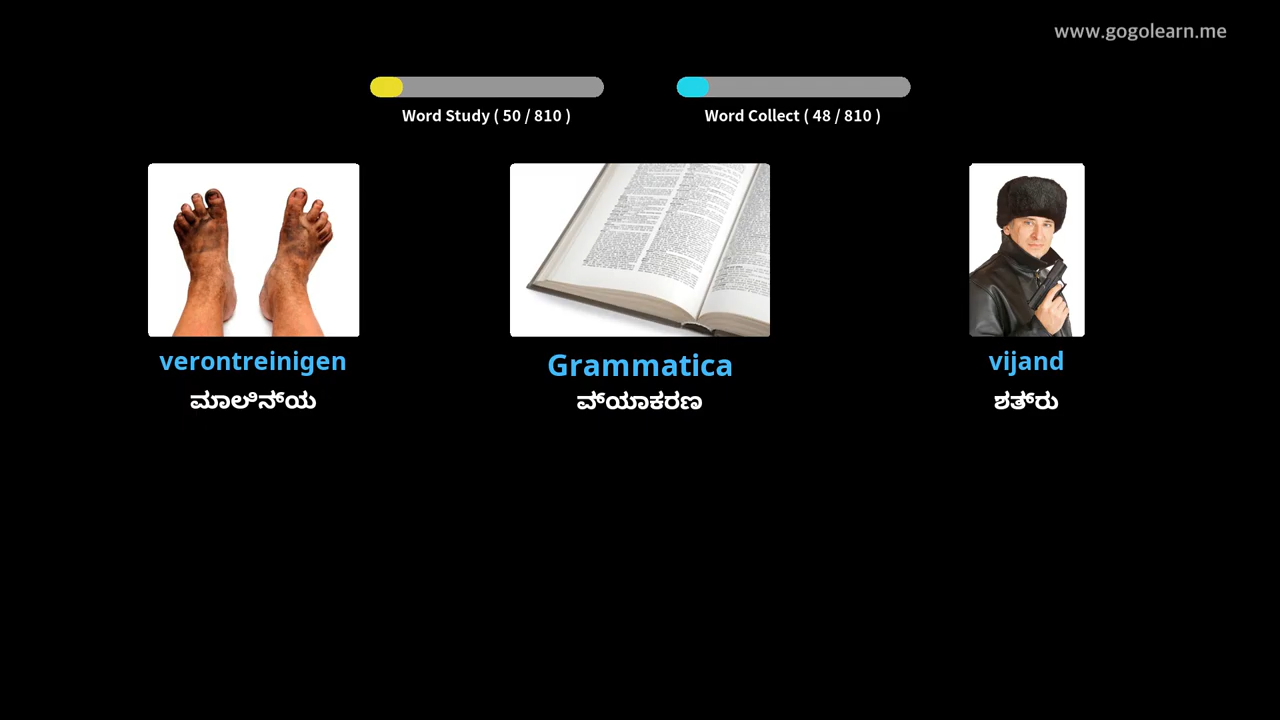 www.gogolearn.me
Word Study ( 50 / 810 )
Word Collect ( 48 / 810 )
verontreinigen
Grammatica
vijand
ಮಾಲಿನ್ಯ
ವ್ಯಾಕರಣ
ಶತ್ರು